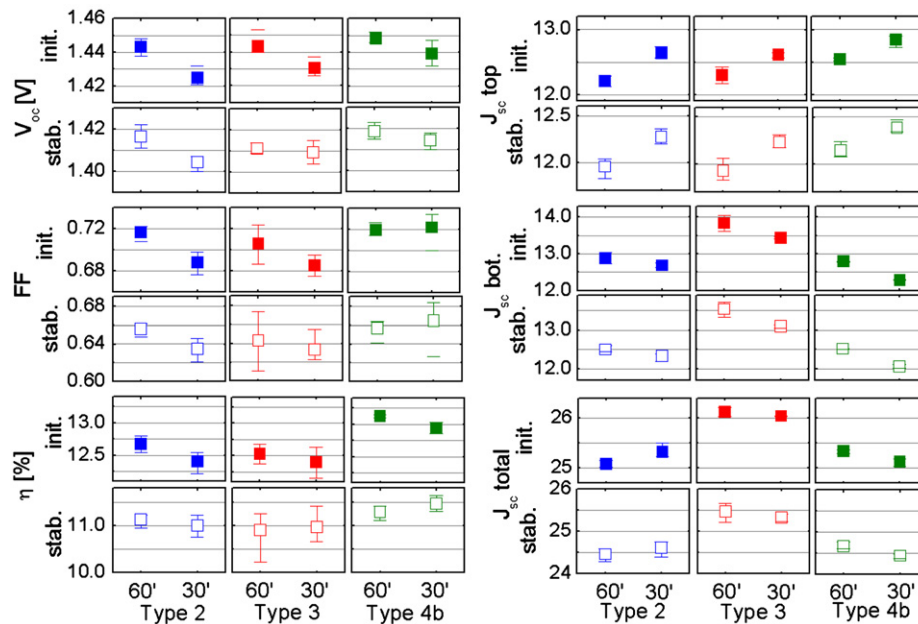 1.46
1.44
1.42
1.42
1.40
V_oc [V]
init.
stab.
0.72
0.68
0.68
0.64
0.60
FF
init.
stab.
13.0
12.5
11.0
10.0
η [%]
init.
stab.
60' 30' 60' 30' 60' 30'
Type 2 Type 3 Type 4b
12.0
12.5
12.0
J_sc top
init.
stab.
14.0
13.0
12.0
13.0
12.0
J_sc bot.
init.
stab.
26
25
26
25
24
J_sc total
init.
stab.
60' 30' 60' 30' 60' 30'
Type 2 Type 3 Type 4b